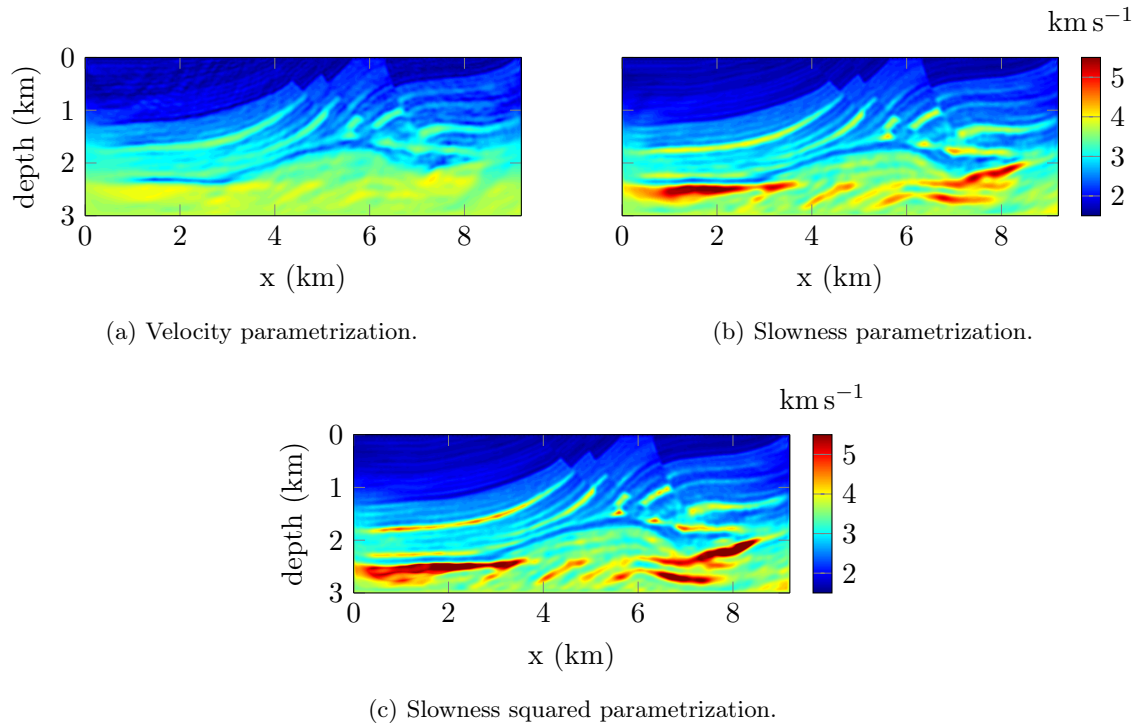 km s⁻¹
0
1
2
3
depth (km)
0 2 4 6 8
x (km)
0 2 4 6 8
x (km)
5
4
3
2
(a) Velocity parametrization.
(b) Slowness parametrization.
km s⁻¹
0
1
2
3
depth (km)
0 2 4 6 8
x (km)
5
4
3
2
(c) Slowness squared parametrization.